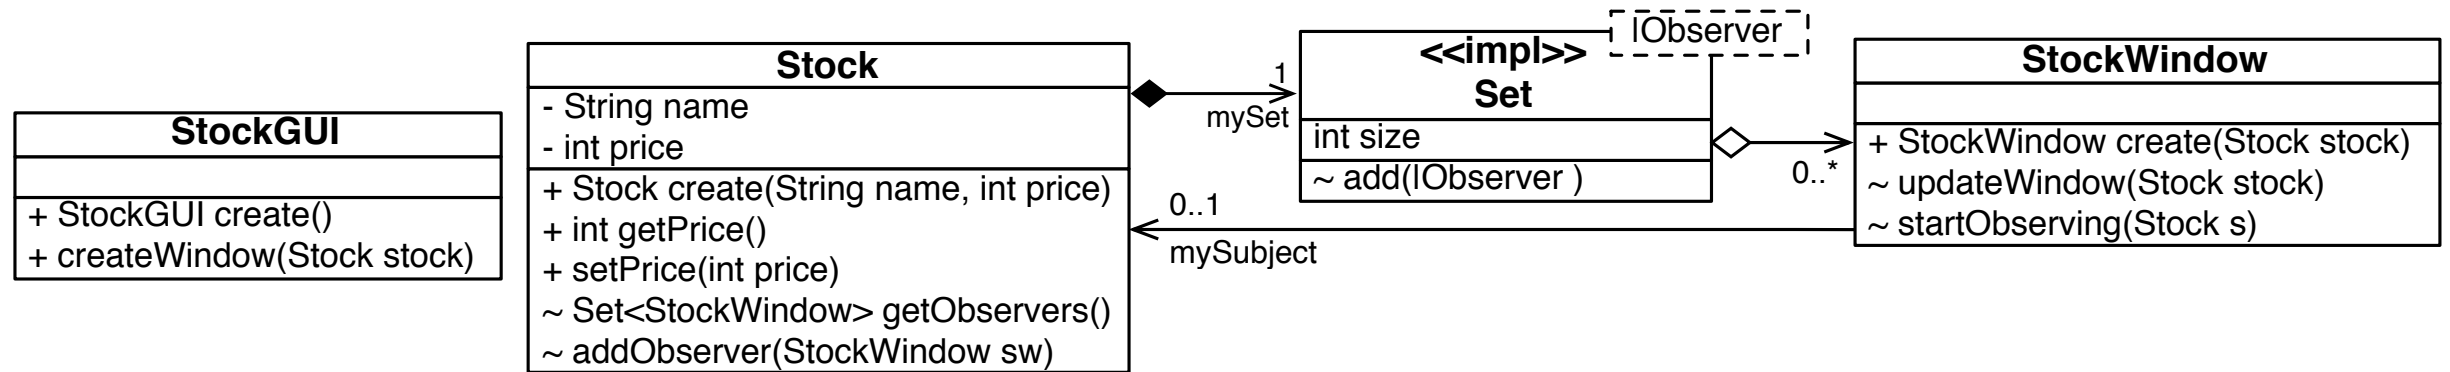 StockGUI
+ StockGUI create()
+ createWindow(Stock stock)
Stock
- String name
- int price
+ Stock create(String name, int price)
+ int getPrice()
+ setPrice(int price)
~ Set<StockWindow> getObservers()
~ addObserver(StockWindow sw)
1
mySet
0..1
mySubject
IObserver
<<impl>>
Set
int size
~ add(IObserver )
0..*
StockWindow
+ StockWindow create(Stock stock)
~ updateWindow(Stock stock)
~ startObserving(Stock s)